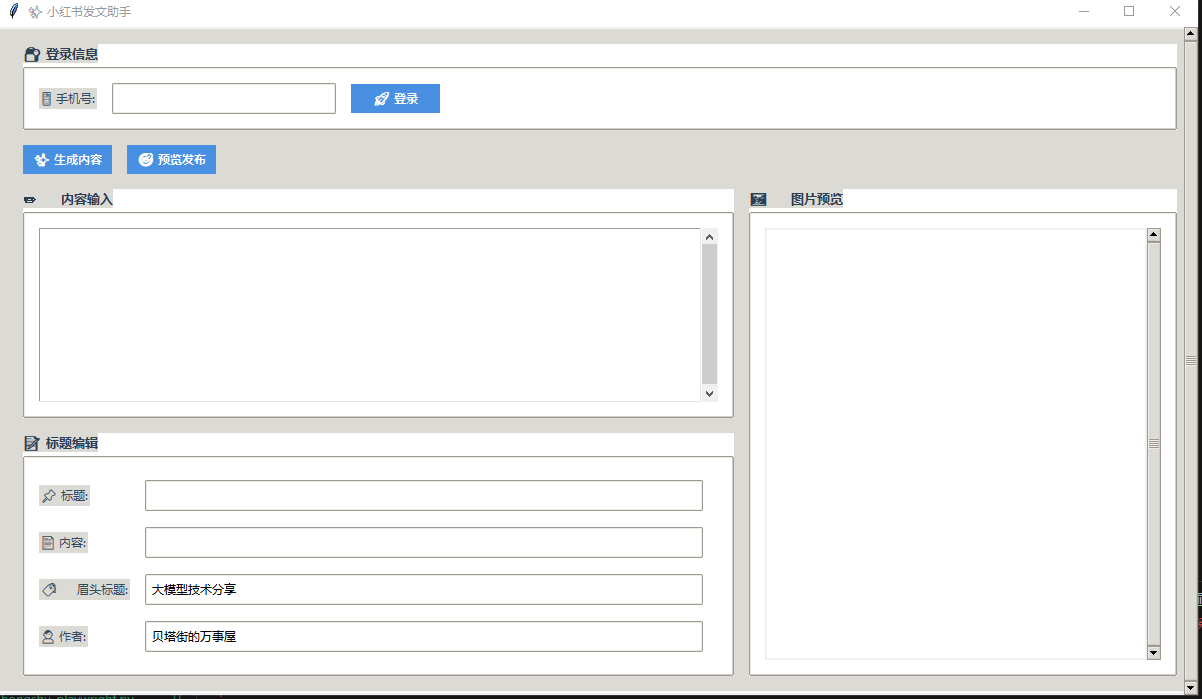 小红书发文助手
登录信息
手机号:
登录
生成内容
预览发布
内容输入
图片预览
标题编辑
标题:
内容:
眉头标题:
大模型技术分享
作者:
贝塔街的万事屋